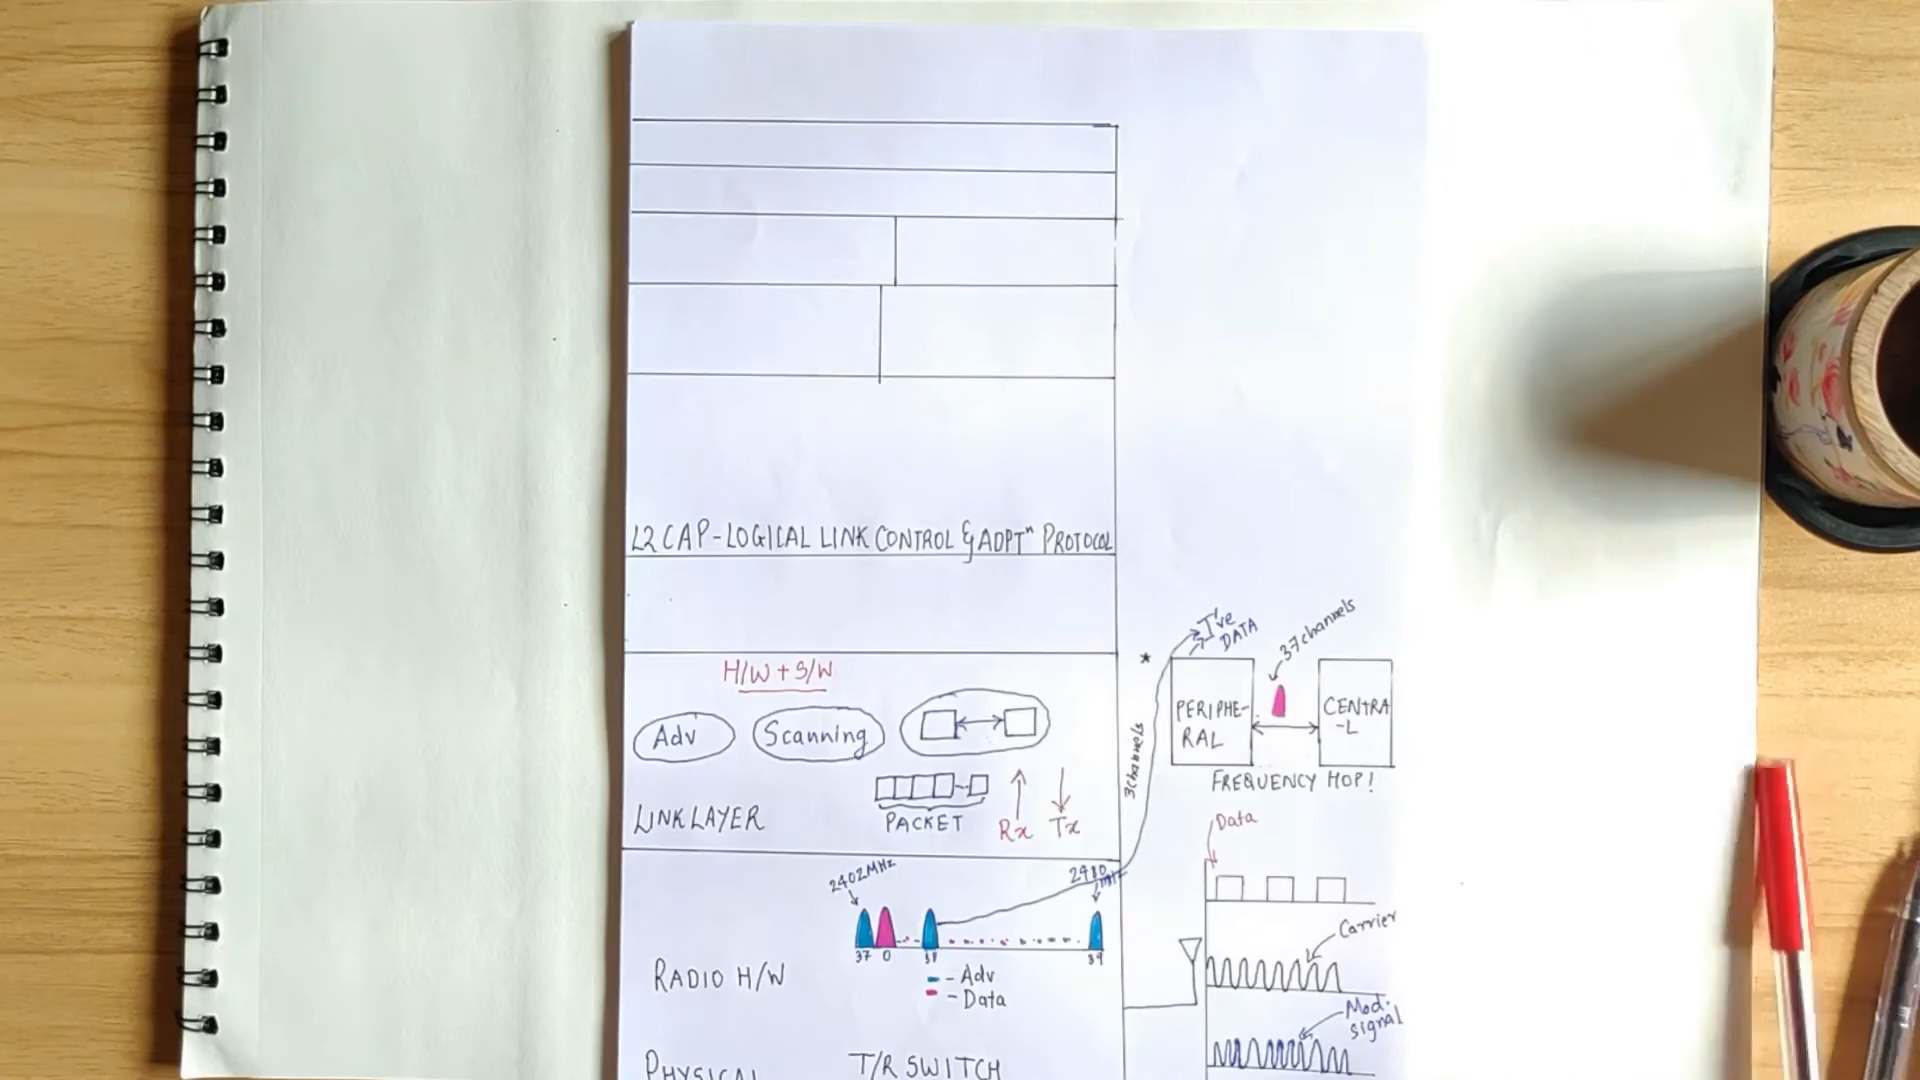 L2CAP-LOGICAL LINK CONTROL & ADPTⁿ PROTOCOL
H/W + S/W
Adv
Scanning
PACKET
Rx
Tx
LINK LAYER
3 channels
*
I've
DATA
37 channels
PERIPHE-
RAL
CENTRA
-L
FREQUENCY HOP!
Data
2402MHz
2480
37
0
38
39
- Adv
- Data
RADIO H/W
Carrier
Mod.
signal
PHYSICAL
T/R SWITCH